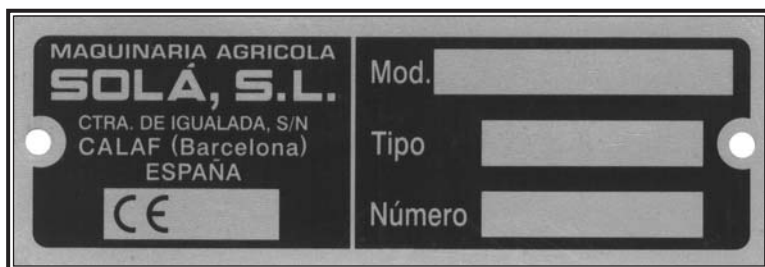 MAQUINARIA AGRICOLA
SOLÁ, S.L.
CTRA. DE IGUALADA, S/N
CALAF (Barcelona)
ESPAÑA
CE
Mod.
Tipo
Número